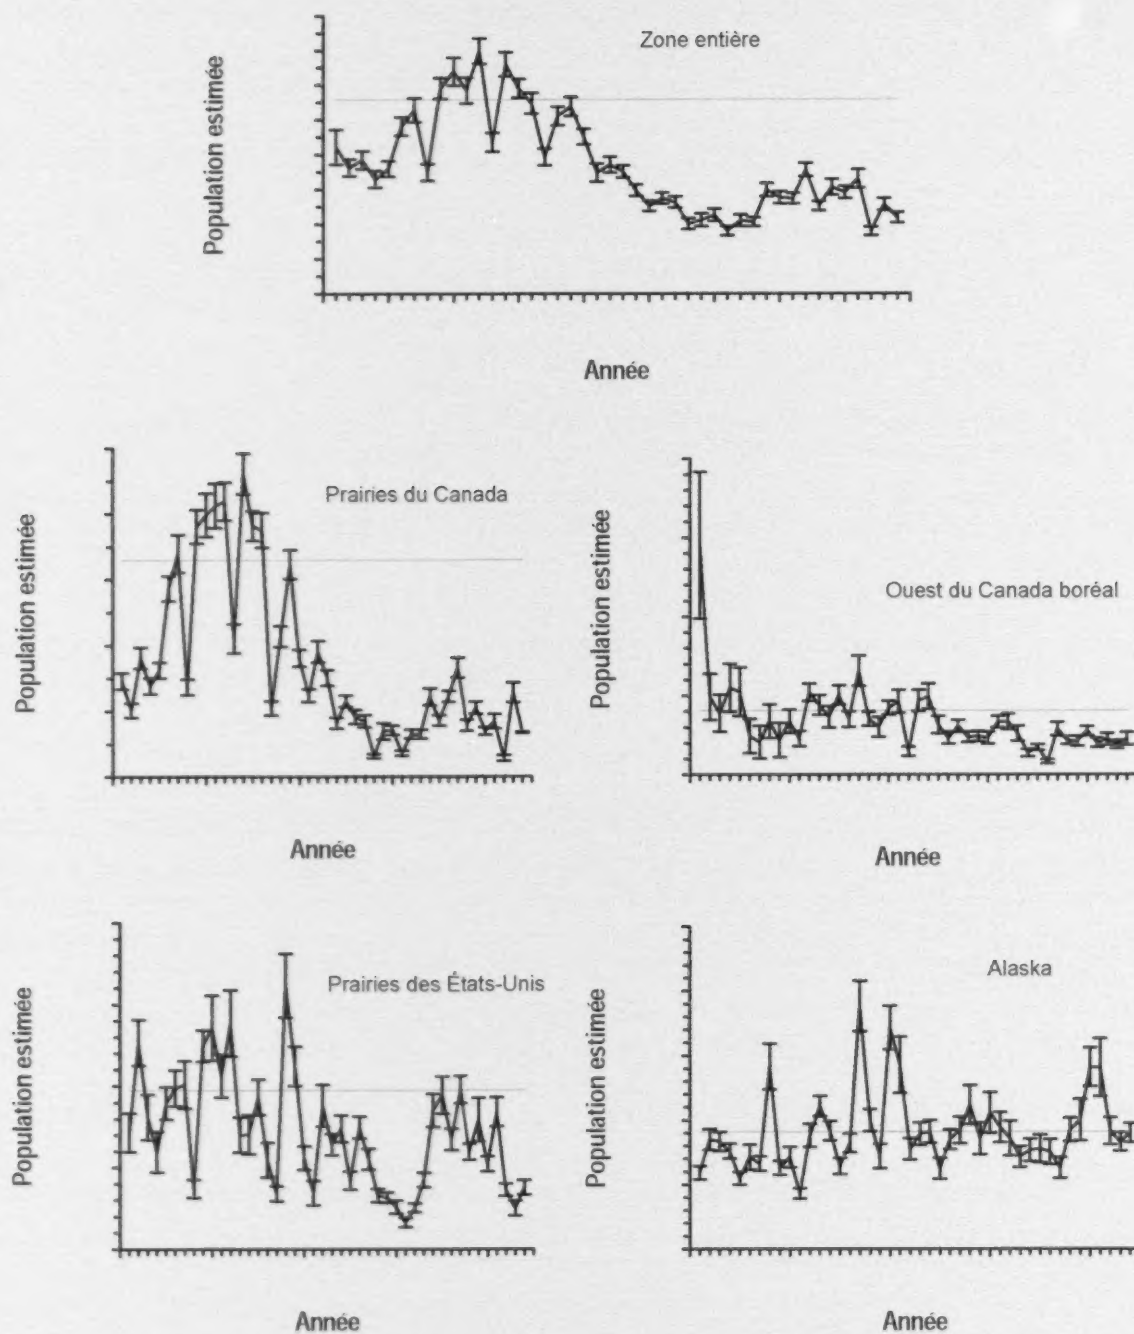 Zone entière
Population estimée
Année
Prairies du Canada
Population estimée
Année
Ouest du Canada boréal
Population estimée
Année
Prairies des États-Unis
Population estimée
Année
Alaska
Population estimée
Année